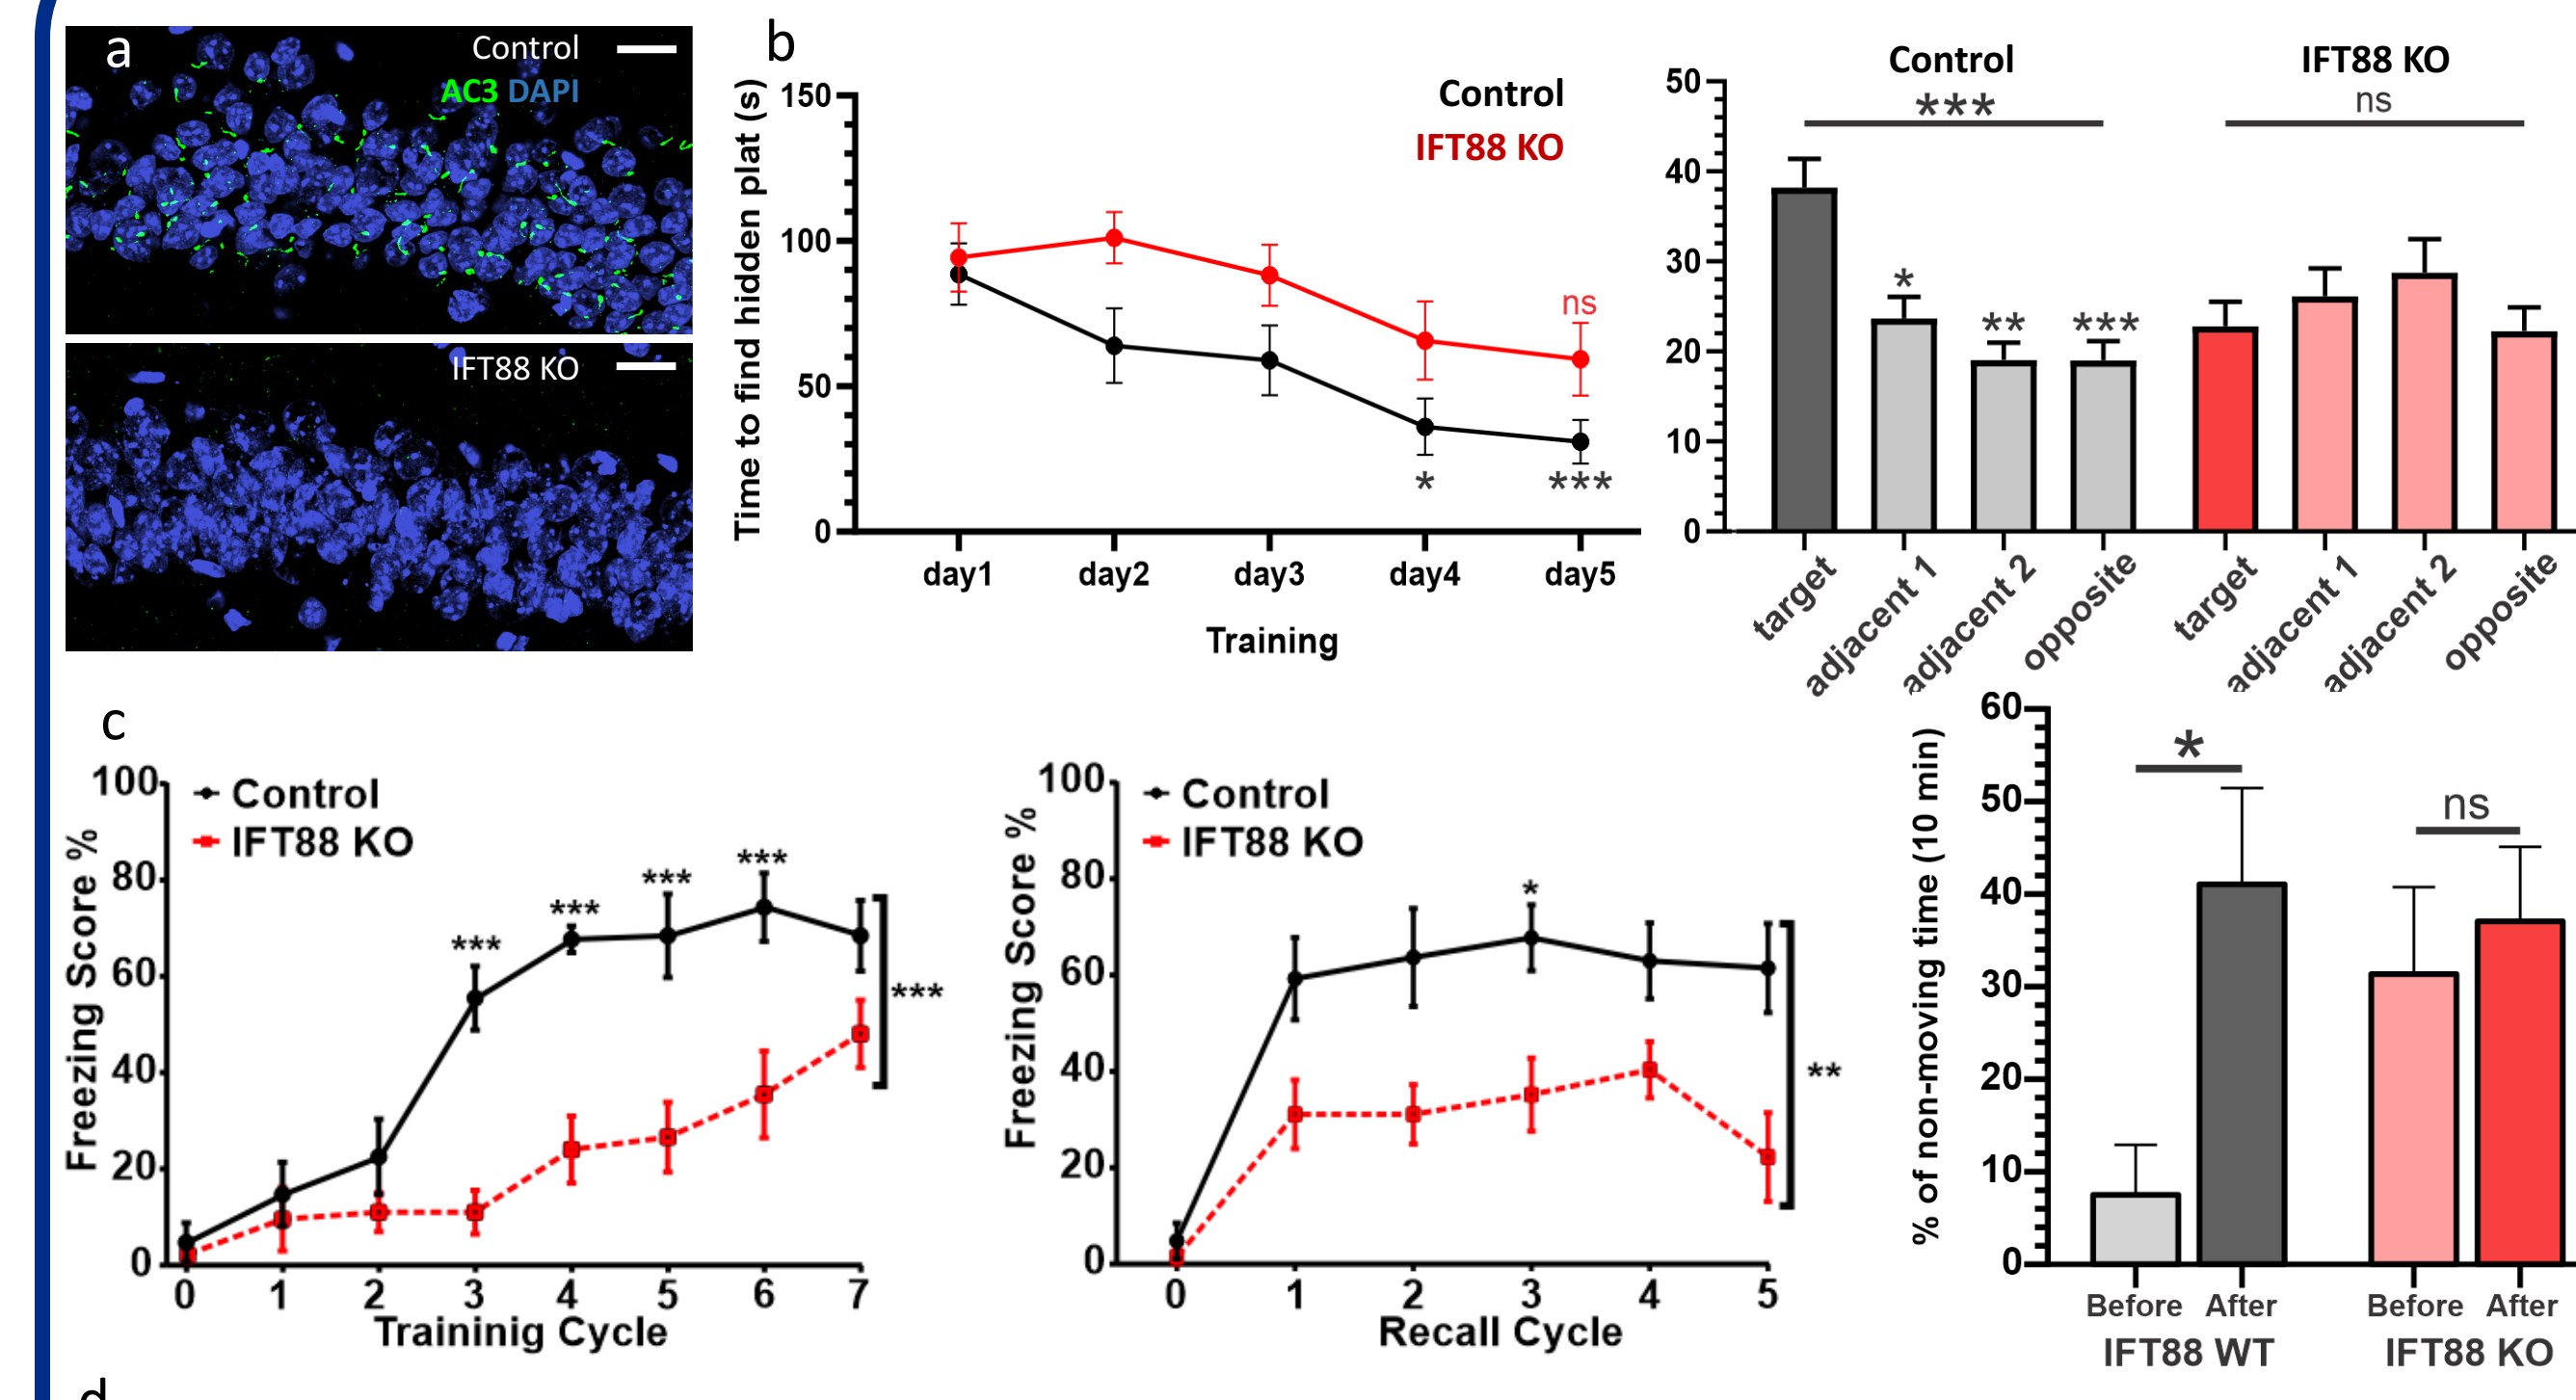 a
Control
AC3 DAPI
IFT88 KO
b
Time to find hidden plat (s)
150
100
50
0
Control
IFT88 KO
ns
*
***
day1 day2 day3 day4 day5
Training
50
40
30
20
10
0
Control
***
IFT88 KO
ns
*
**
***
target
adjacent 1
adjacent 2
opposite
target
adjacent 1
adjacent 2
opposite
c
Freezing Score %
100
80
60
40
20
0
Control
IFT88 KO
***
***
***
***
***
0 1 2 3 4 5 6 7
Traininig Cycle
Freezing Score %
100
80
60
40
20
0
Control
IFT88 KO
*
**
0 1 2 3 4 5
Recall Cycle
% of non-moving time (10 min)
60
50
40
30
20
10
0
*
ns
Before After Before After
IFT88 WT IFT88 KO
d